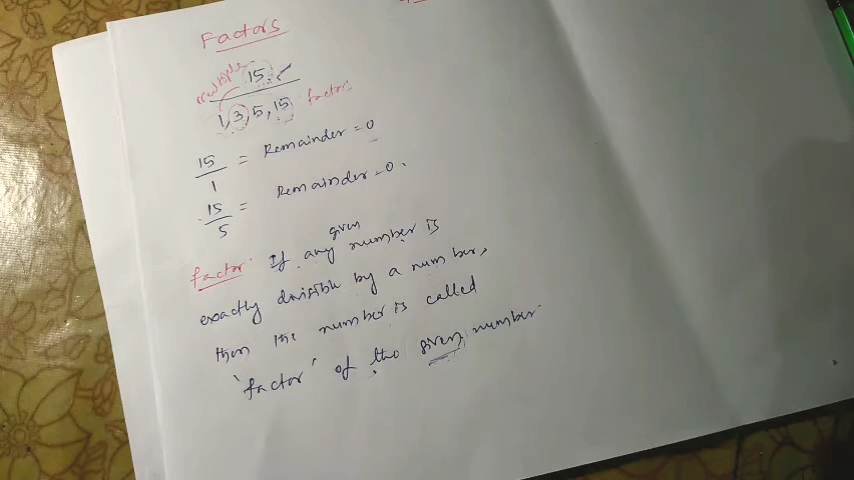 Factors
multiple 15 ✓
1, 3, 5, 15 factors
15/1 = Remainder = 0
15/5 = Remainder = 0.
given
factor: If any number is
exactly divisible by a number,
then the number is called
'factor' of the given number.